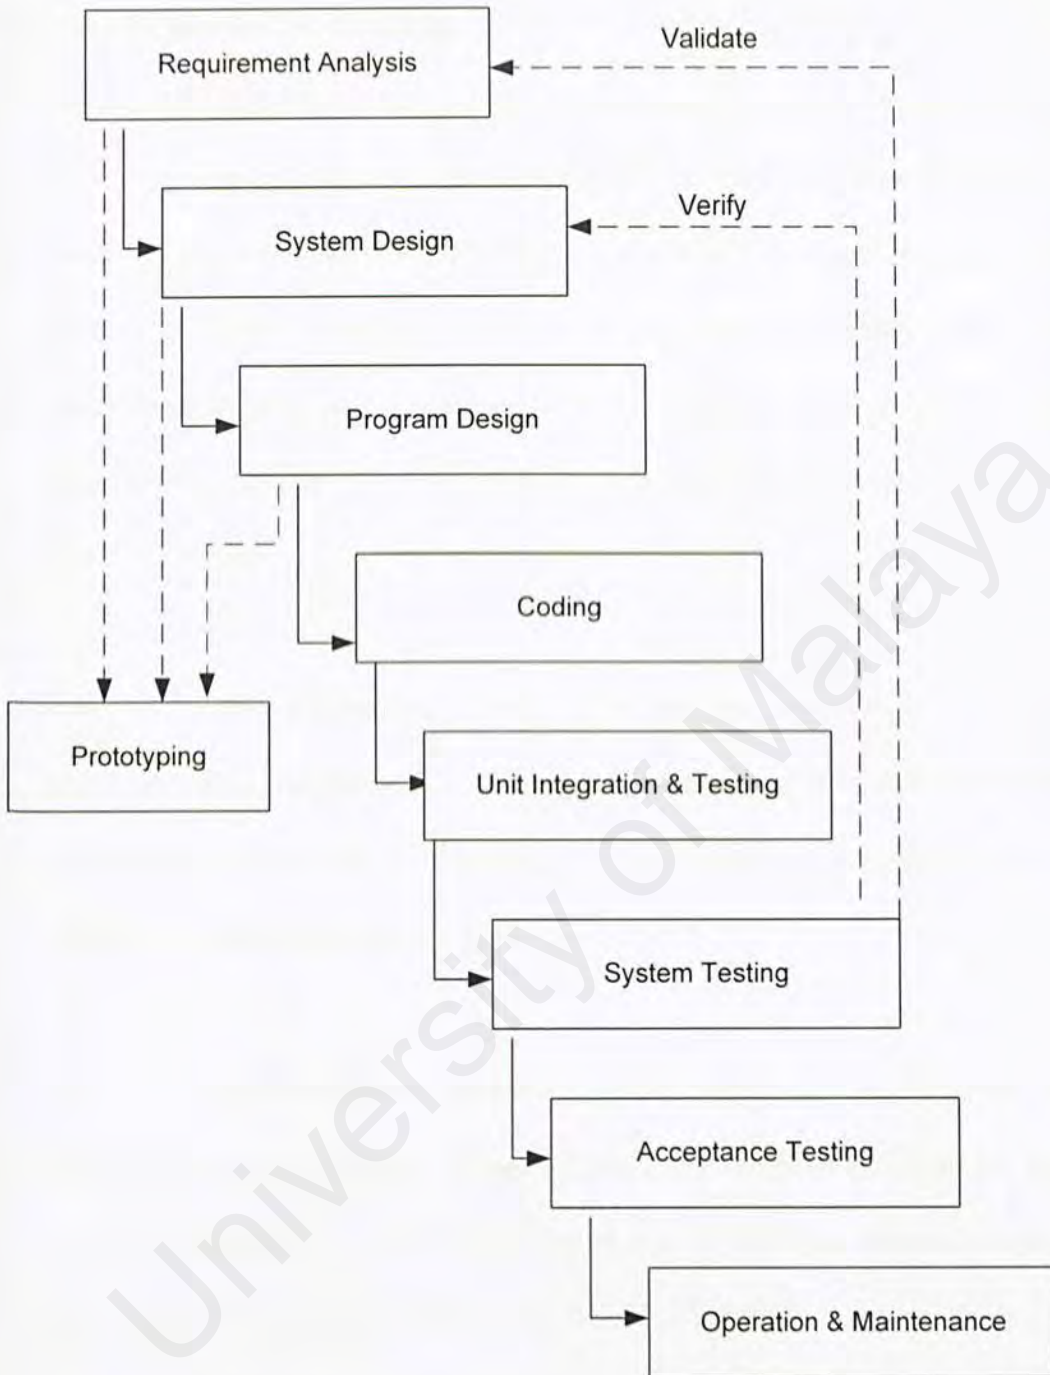 Requirement Analysis
Validate
System Design
Verify
Program Design
Coding
Prototyping
Unit Integration & Testing
System Testing
Acceptance Testing
Operation & Maintenance
University of Malaya